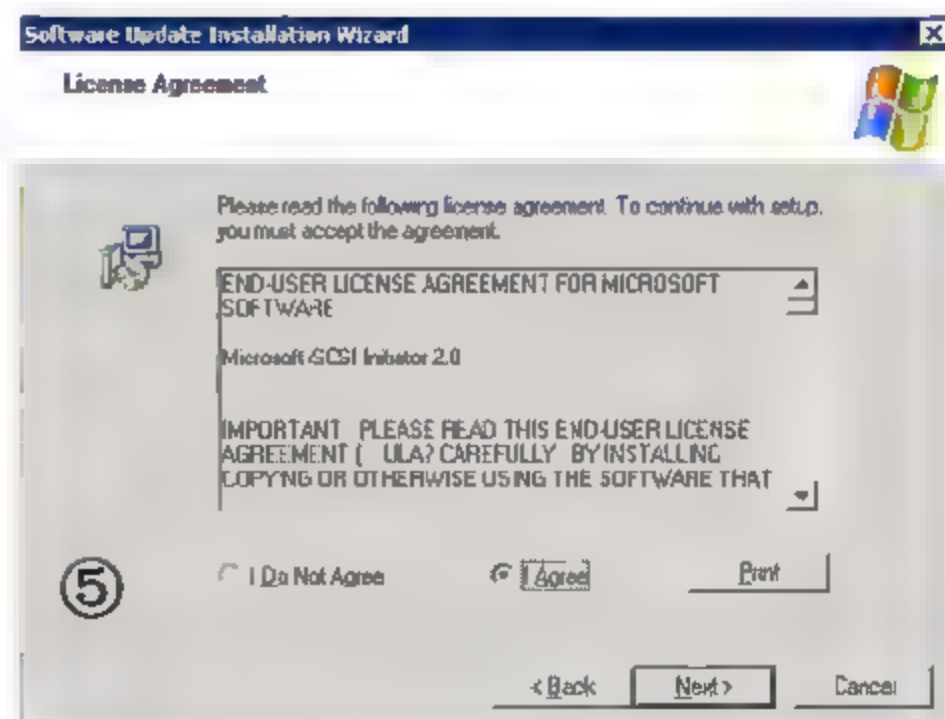 Software Update Installation Wizard
License Agreement
Please read the following license agreement. To continue with setup,
you must accept the agreement.
END-USER LICENSE AGREEMENT FOR MICROSOFT
SOFTWARE
Microsoft iSCSI Initiator 2.0
IMPORTANT PLEASE READ THIS END-USER LICENSE
AGREEMENT ( ULA? CAREFULLY BY INSTALLING
COPYING OR OTHERWISE USING THE SOFTWARE THAT
5
I Do Not Agree
I Agree
Print
< Back
Next >
Cancel